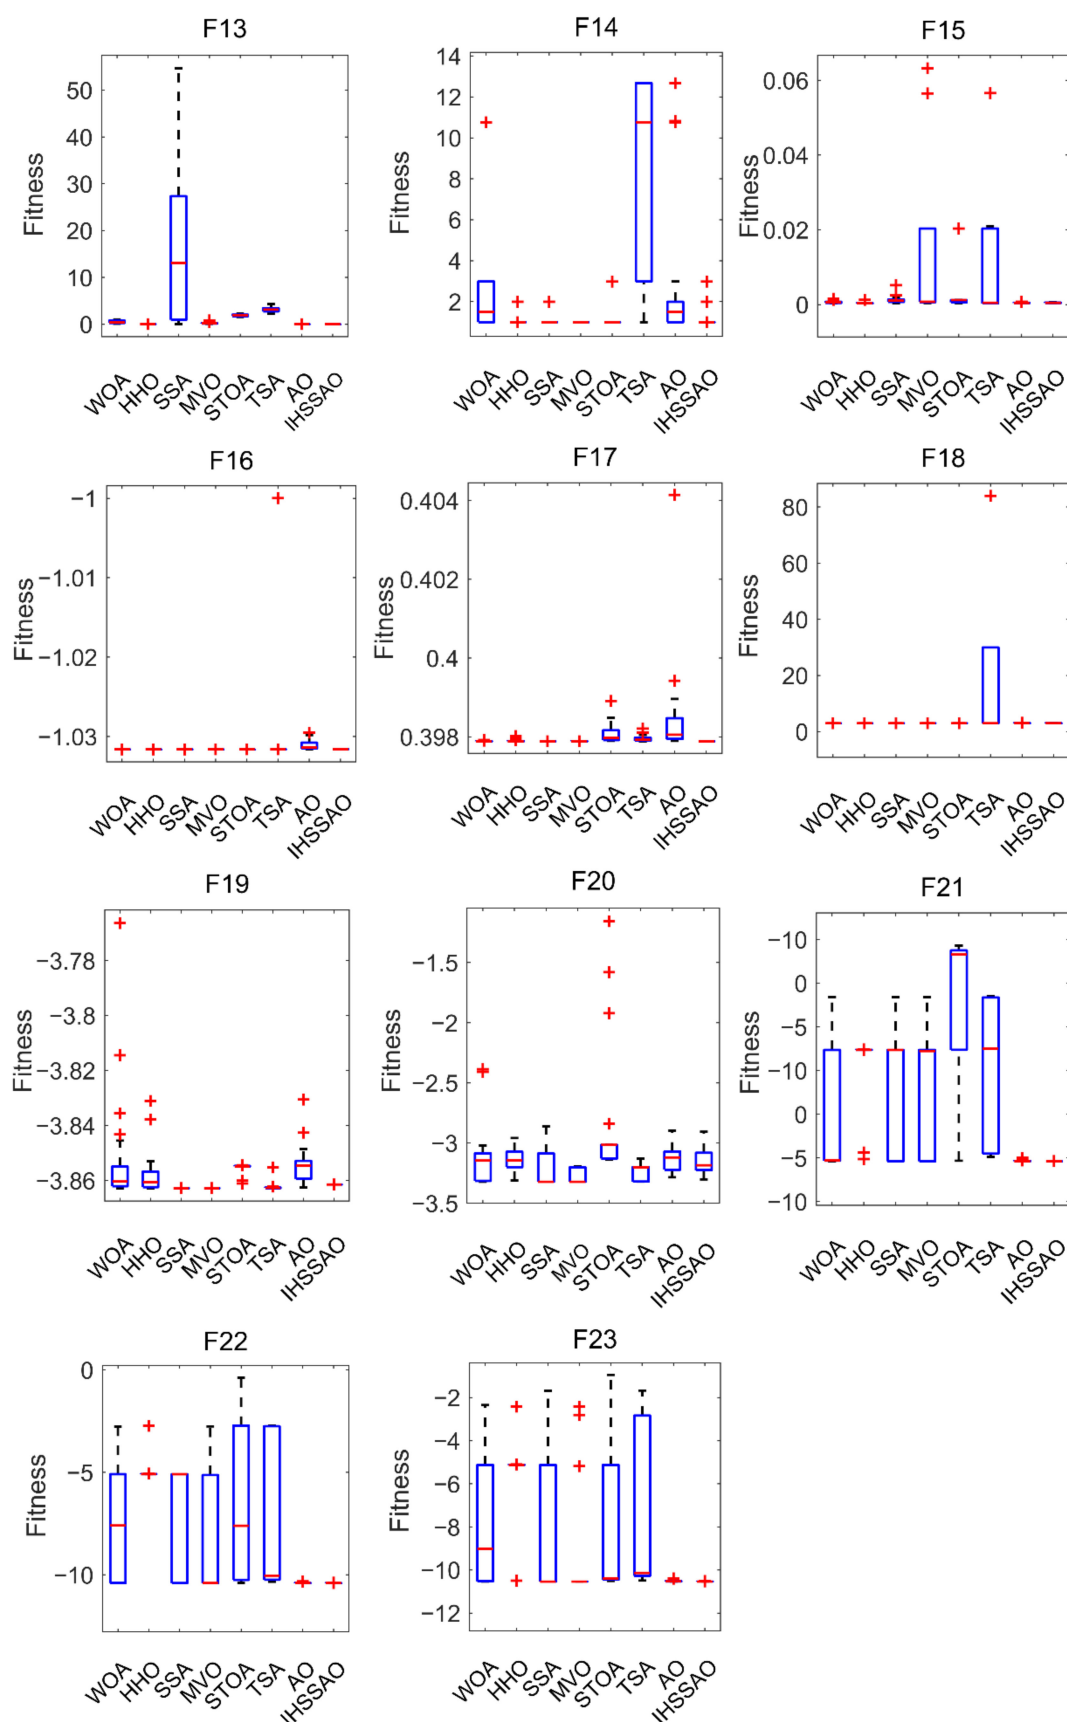 F13
50
40
30
20
10
0
Fitness
WOA
HHO
SSA
MVO
STOA
TSA
AO
IHSSAO
F14
14
12
10
8
6
4
2
Fitness
WOA
HHO
SSA
MVO
STOA
TSA
AO
IHSSAO
F15
0.06
0.04
0.02
0
Fitness
WOA
HHO
SSA
MVO
STOA
TSA
AO
IHSSAO
F16
−1
−1.01
−1.02
−1.03
Fitness
WOA
HHO
SSA
MVO
STOA
TSA
AO
IHSSAO
F17
0.404
0.402
0.4
0.398
Fitness
WOA
HHO
SSA
MVO
STOA
TSA
AO
IHSSAO
F18
80
60
40
20
0
Fitness
WOA
HHO
SSA
MVO
STOA
TSA
AO
IHSSAO
F19
−3.78
−3.8
−3.82
−3.84
−3.86
Fitness
WOA
HHO
SSA
MVO
STOA
TSA
AO
IHSSAO
F20
−1.5
−2
−2.5
−3
−3.5
Fitness
WOA
HHO
SSA
MVO
STOA
TSA
AO
IHSSAO
F21
−10
0
−5
−10
0
−5
−10
Fitness
WOA
HHO
SSA
MVO
STOA
TSA
AO
IHSSAO
F22
0
−5
−10
Fitness
WOA
HHO
SSA
MVO
STOA
TSA
AO
IHSSAO
F23
−2
−4
−6
−8
−10
−12
Fitness
WOA
HHO
SSA
MVO
STOA
TSA
AO
IHSSAO